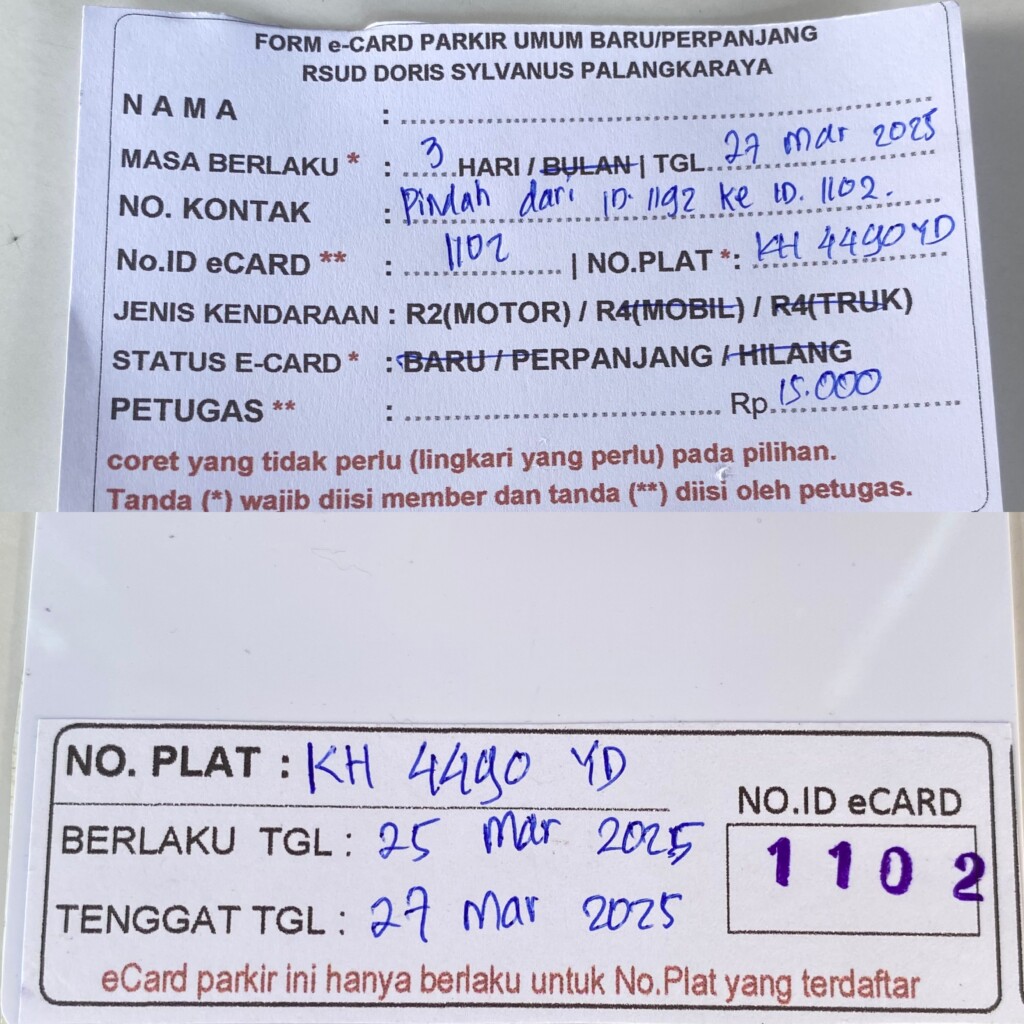 FORM e-CARD PARKIR UMUM BARU/PERPANJANG
RSUD DORIS SYLVANUS PALANGKARAYA
N A M A :
MASA BERLAKU * : 3 HARI / BULAN | TGL. 27 Mar 2025
NO. KONTAK : Pindah dari ID. 1192 ke ID. 1102.
No.ID eCARD ** : 1102 | NO.PLAT *: KH 4490 YD
JENIS KENDARAAN : R2(MOTOR) / R4(MOBIL) / R4(TRUK)
STATUS E-CARD * : BARU / PERPANJANG / HILANG
PETUGAS ** : Rp. 15.000
coret yang tidak perlu (lingkari yang perlu) pada pilihan.
Tanda (*) wajib diisi member dan tanda (**) diisi oleh petugas.
NO. PLAT : KH 4490 YD
BERLAKU TGL : 25 Mar 2025
TENGGAT TGL : 27 Mar 2025
NO.ID eCARD
1102
eCard parkir ini hanya berlaku untuk No.Plat yang terdaftar